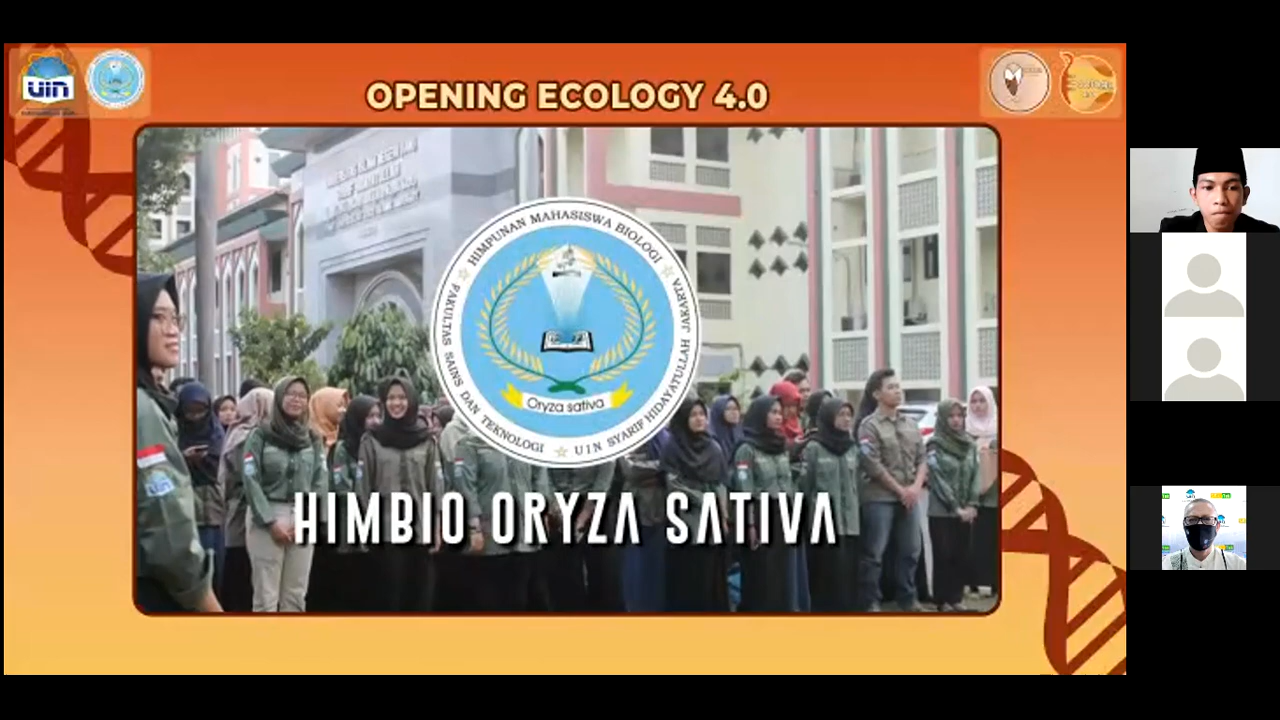 OPENING ECOLOGY 4.0
uin
HIMPUNAN MAHASISWA BIOLOGI
FAKULTAS SAINS DAN TEKNOLOGI
UIN SYARIF HIDAYATULLAH JAKARTA
Oryza sativa
HIMBIO ORYZA SATIVA